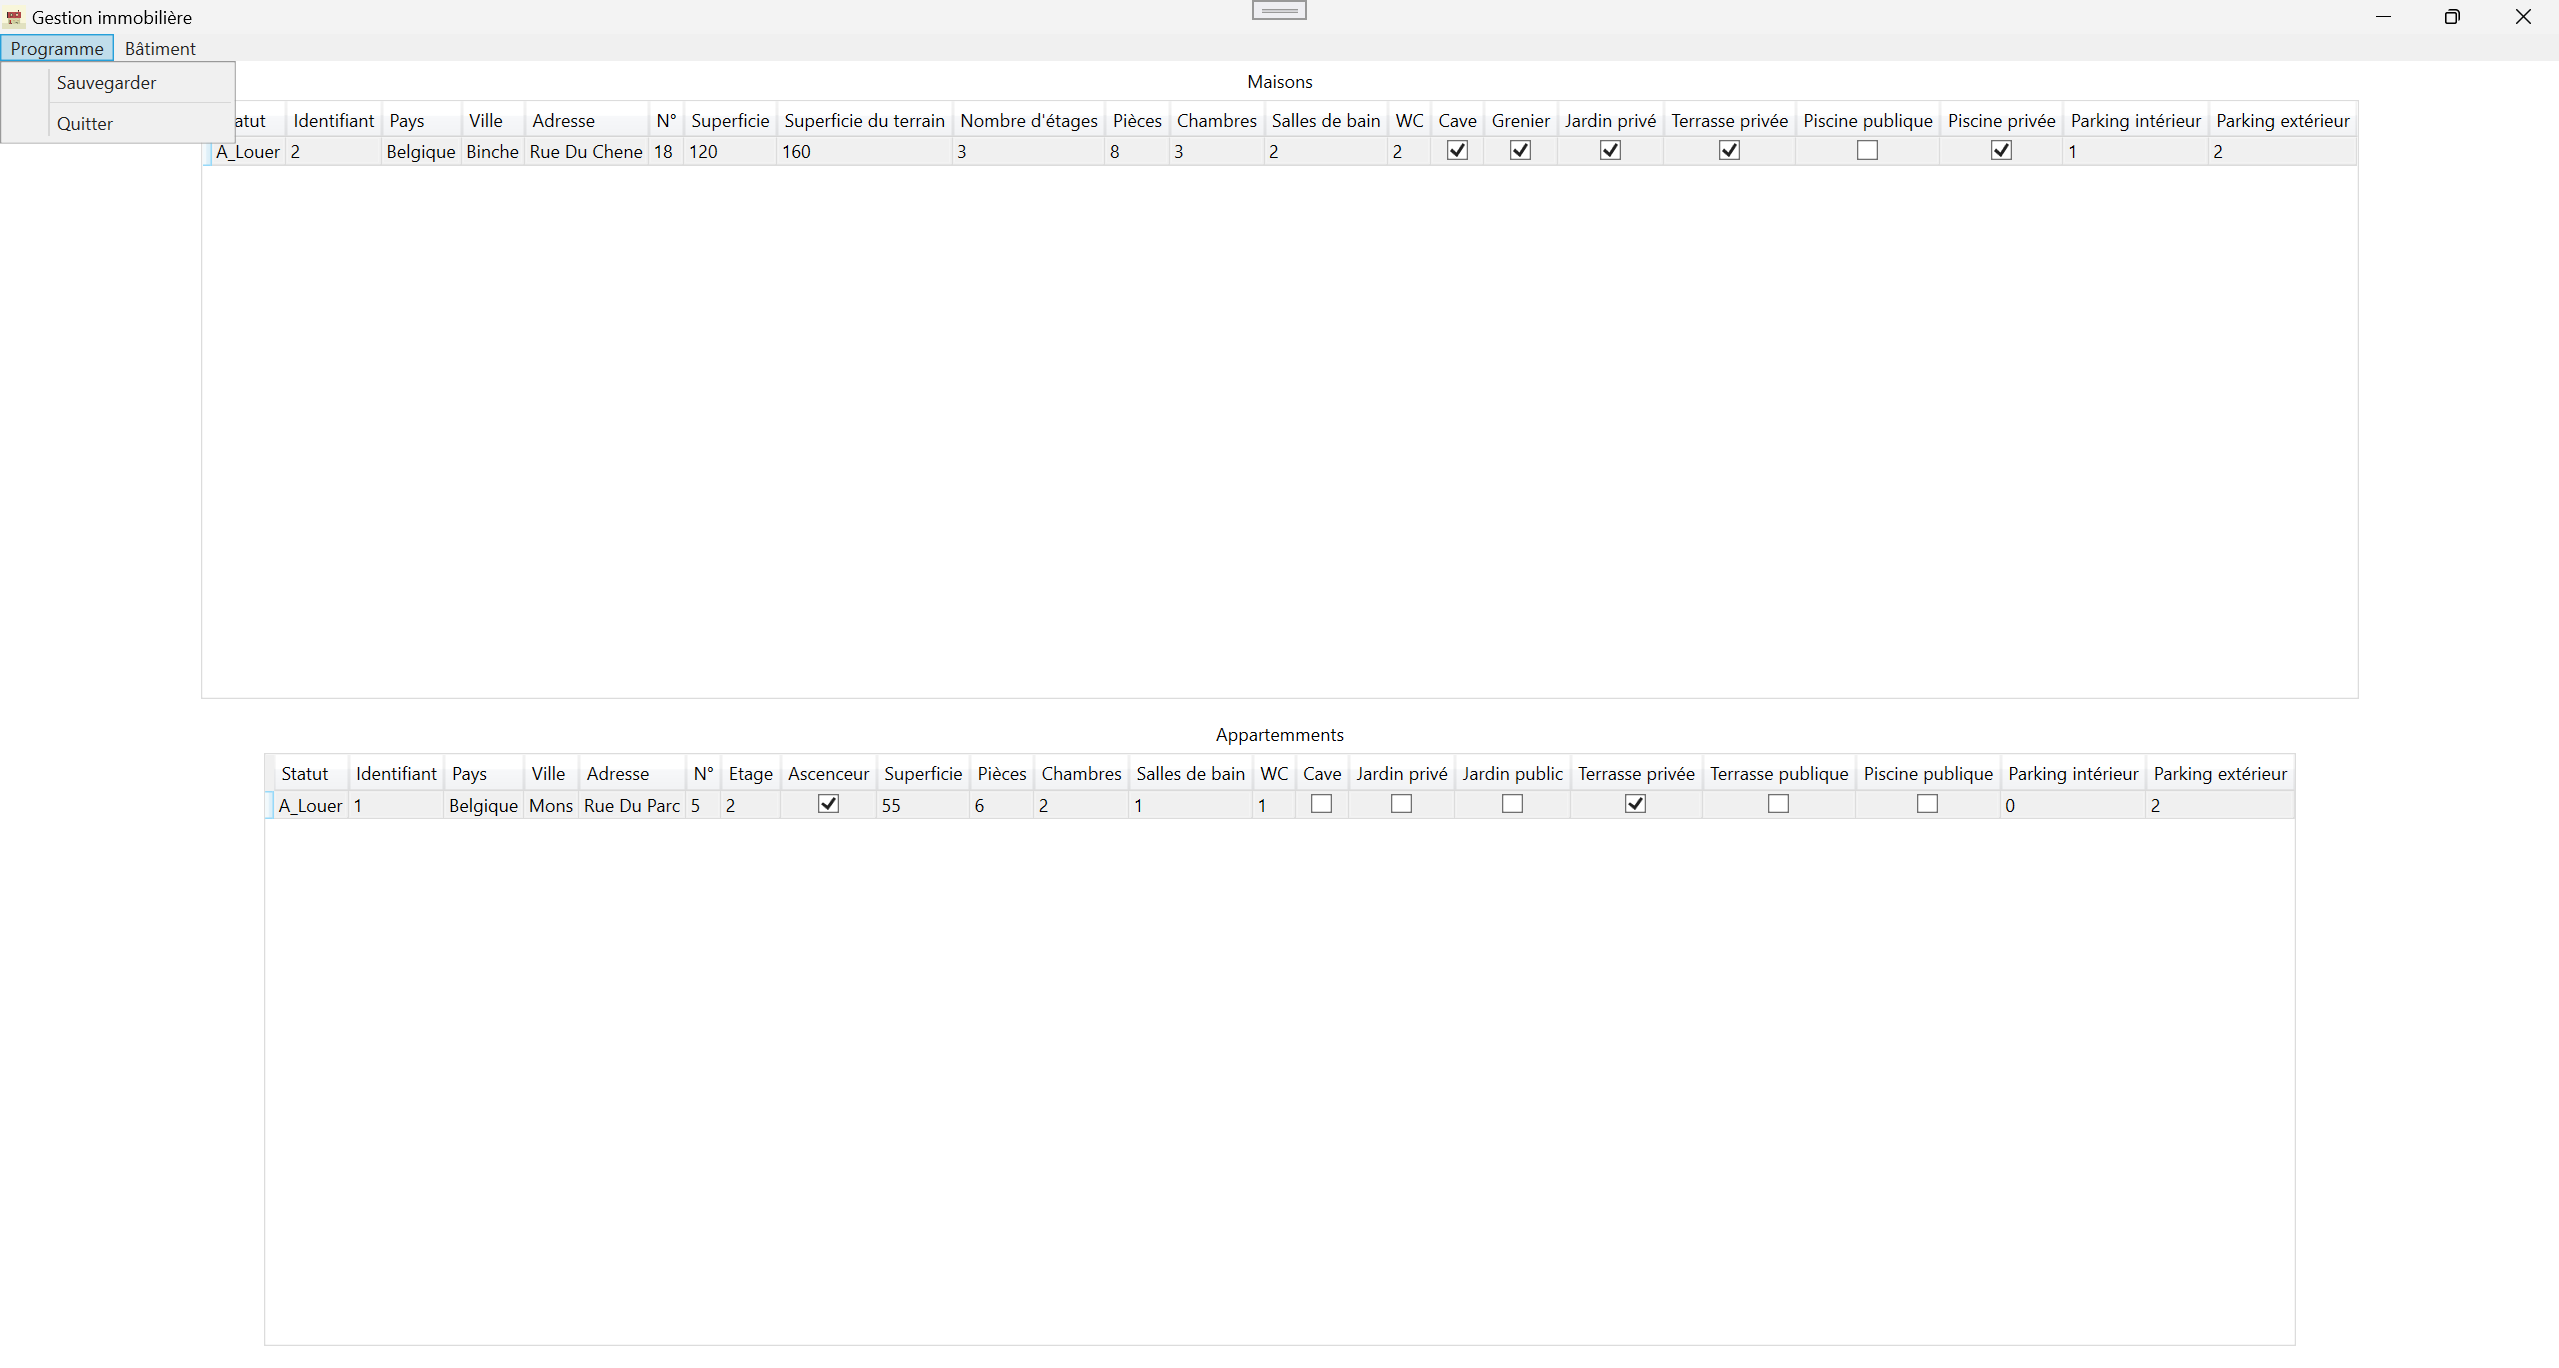 Gestion immobilière
Programme Bâtiment
Sauvegarder
Quitter
Maisons
atut Identifiant Pays Ville Adresse N° Superficie Superficie du terrain Nombre d'étages Pièces Chambres Salles de bain WC Cave Grenier Jardin privé Terrasse privée Piscine publique Piscine privée Parking intérieur Parking extérieur
A_Louer 2 Belgique Binche Rue Du Chene 18 120 160 3 8 3 2 2 1 2
Appartemments
Statut Identifiant Pays Ville Adresse N° Etage Ascenceur Superficie Pièces Chambres Salles de bain WC Cave Jardin privé Jardin public Terrasse privée Terrasse publique Piscine publique Parking intérieur Parking extérieur
A_Louer 1 Belgique Mons Rue Du Parc 5 2 55 6 2 1 1 0 2